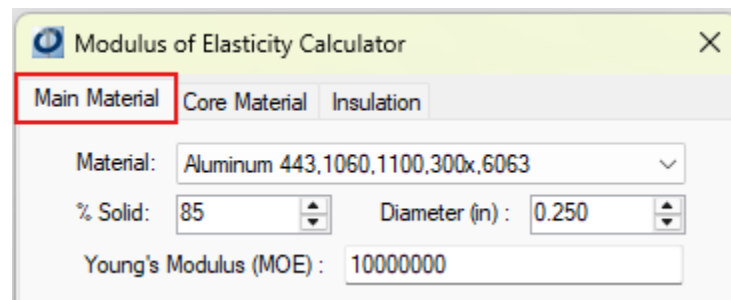 Modulus of Elasticity Calculator
Main Material Core Material Insulation
Material: Aluminum 443,1060,1100,300x,6063
% Solid: 85 Diameter (in) : 0.250
Young's Modulus (MOE) : 10000000